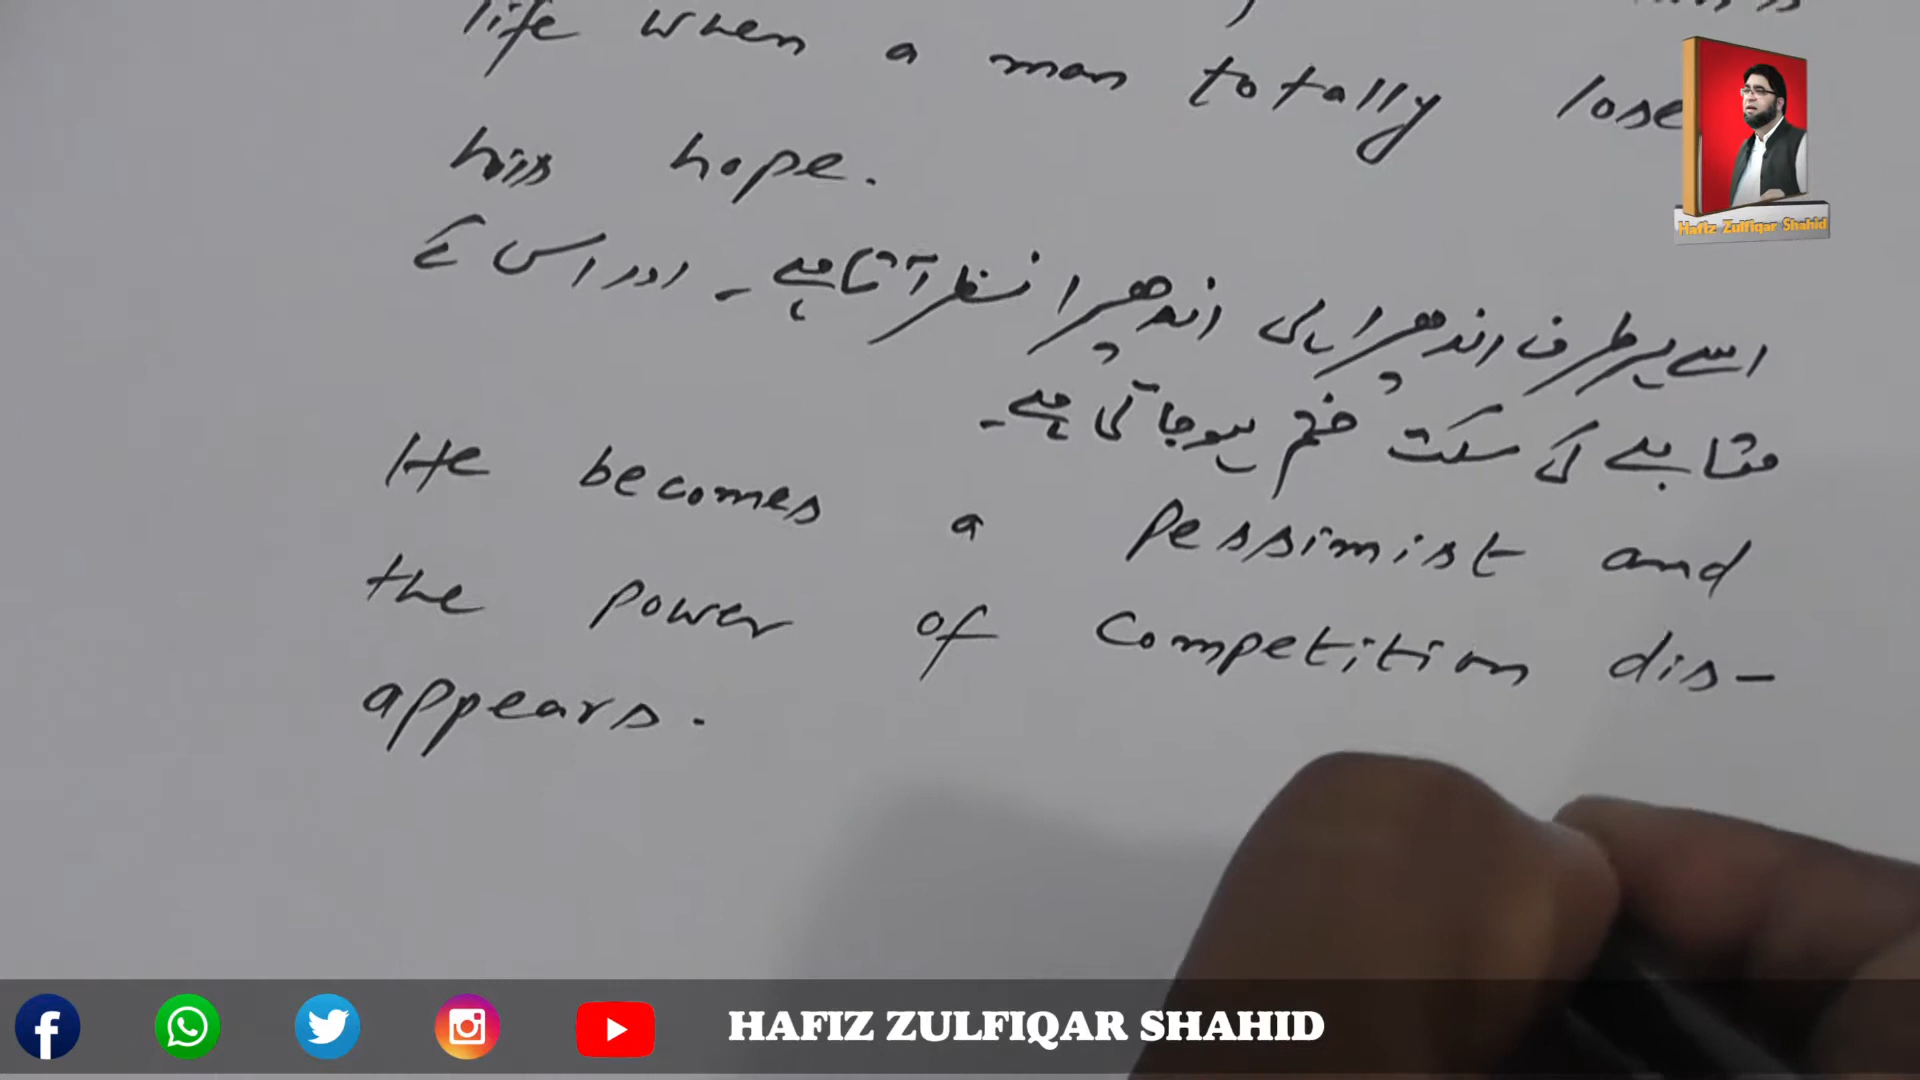 life when a man totally lose
his hope.
اسے ہر طرف اندھیرا ہی اندھیرا نظر آتا ہے۔ اور اس کے
مقابلے کی سکت ختم ہو جاتی ہے۔
He becomes a pessimist and
the power of competition dis-
appears.
Hafiz Zulfiqar Shahid
HAFIZ ZULFIQAR SHAHID